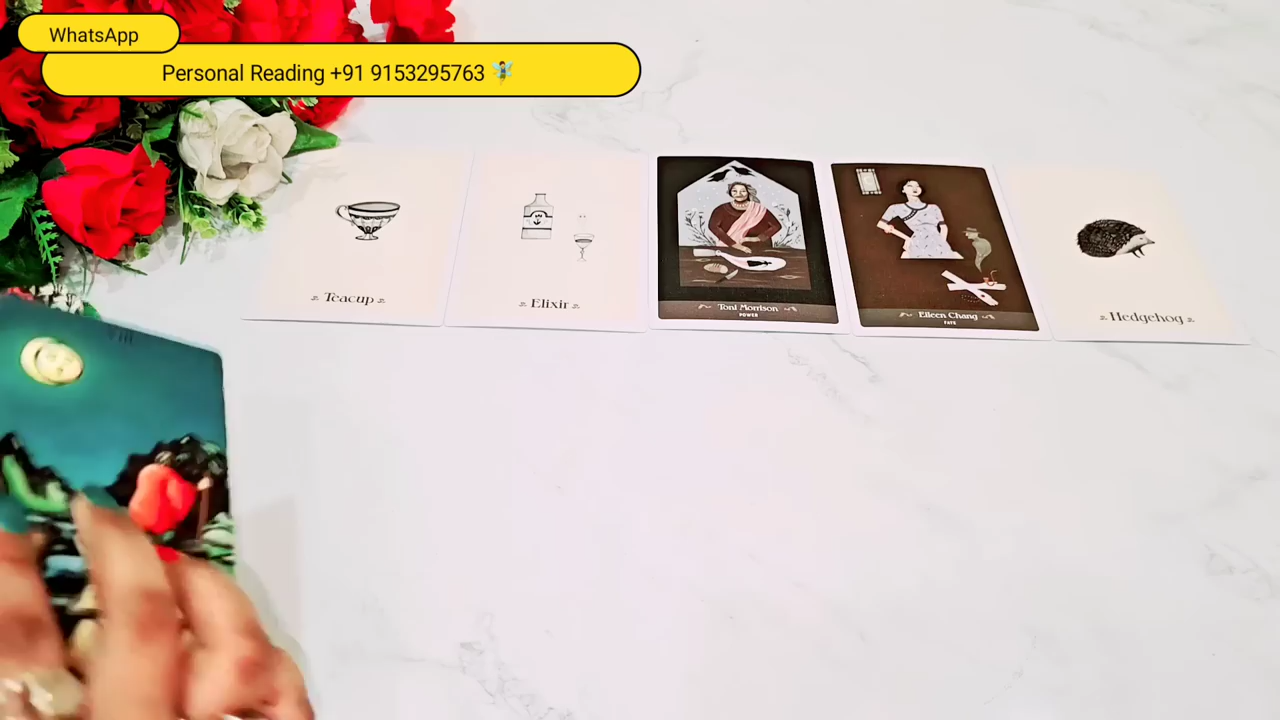 WhatsApp
Personal Reading +91 9153295763
Teacup
Elixir
Toni Morrison
POWER
Eileen Chang
FATE
Hedgehog